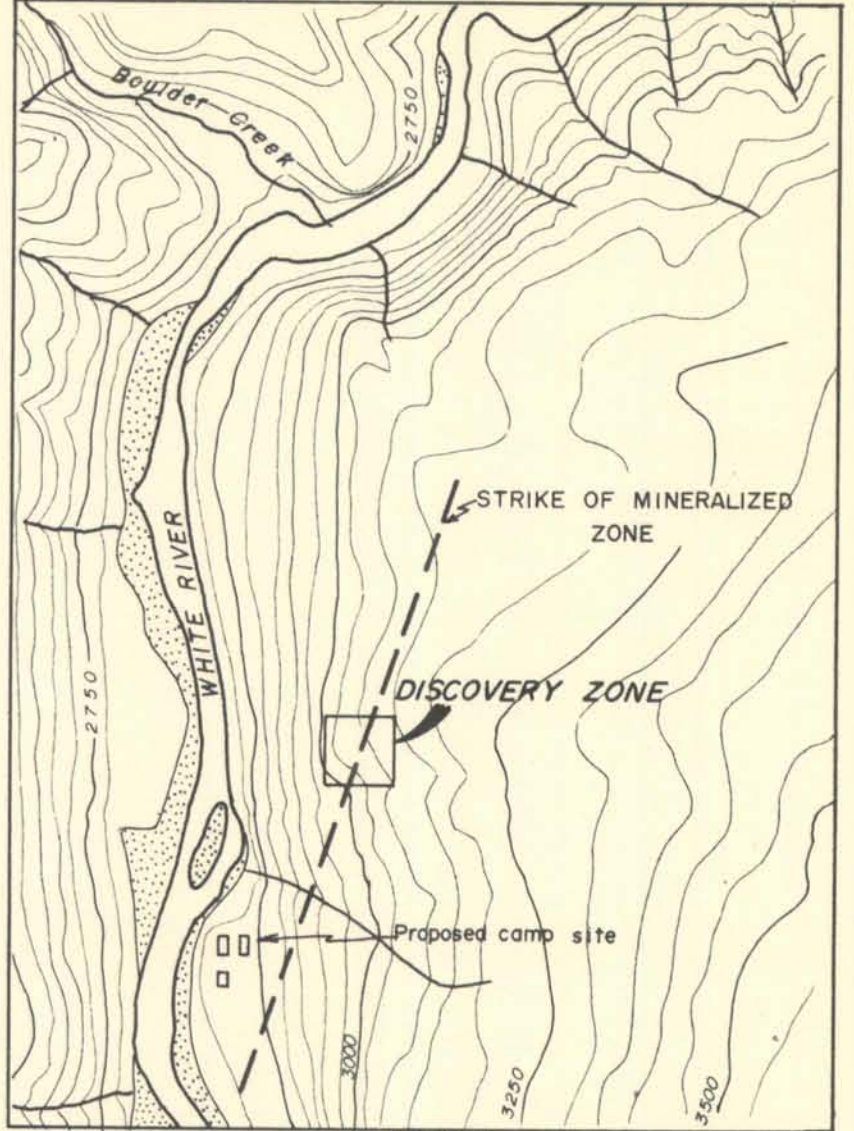 Boulder Creek
2750
STRIKE OF MINERALIZED
ZONE
WHITE RIVER
2750
DISCOVERY ZONE
Proposed camp site
3000
3250
3500